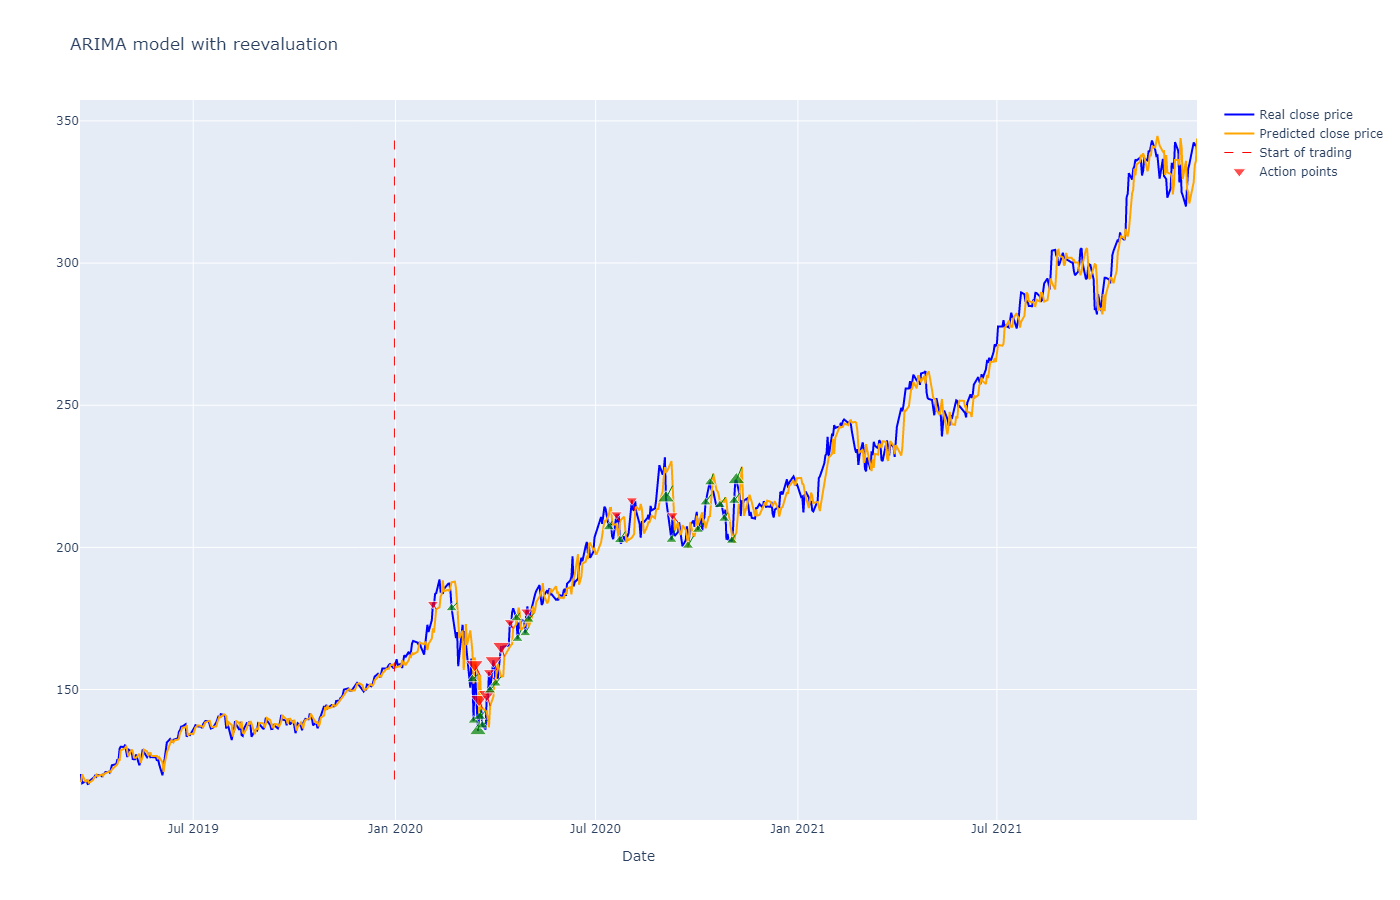 ARIMA model with reevaluation
350
300
250
200
150
Jul 2019
Jan 2020
Jul 2020
Jan 2021
Jul 2021
Date
Real close price
Predicted close price
Start of trading
Action points